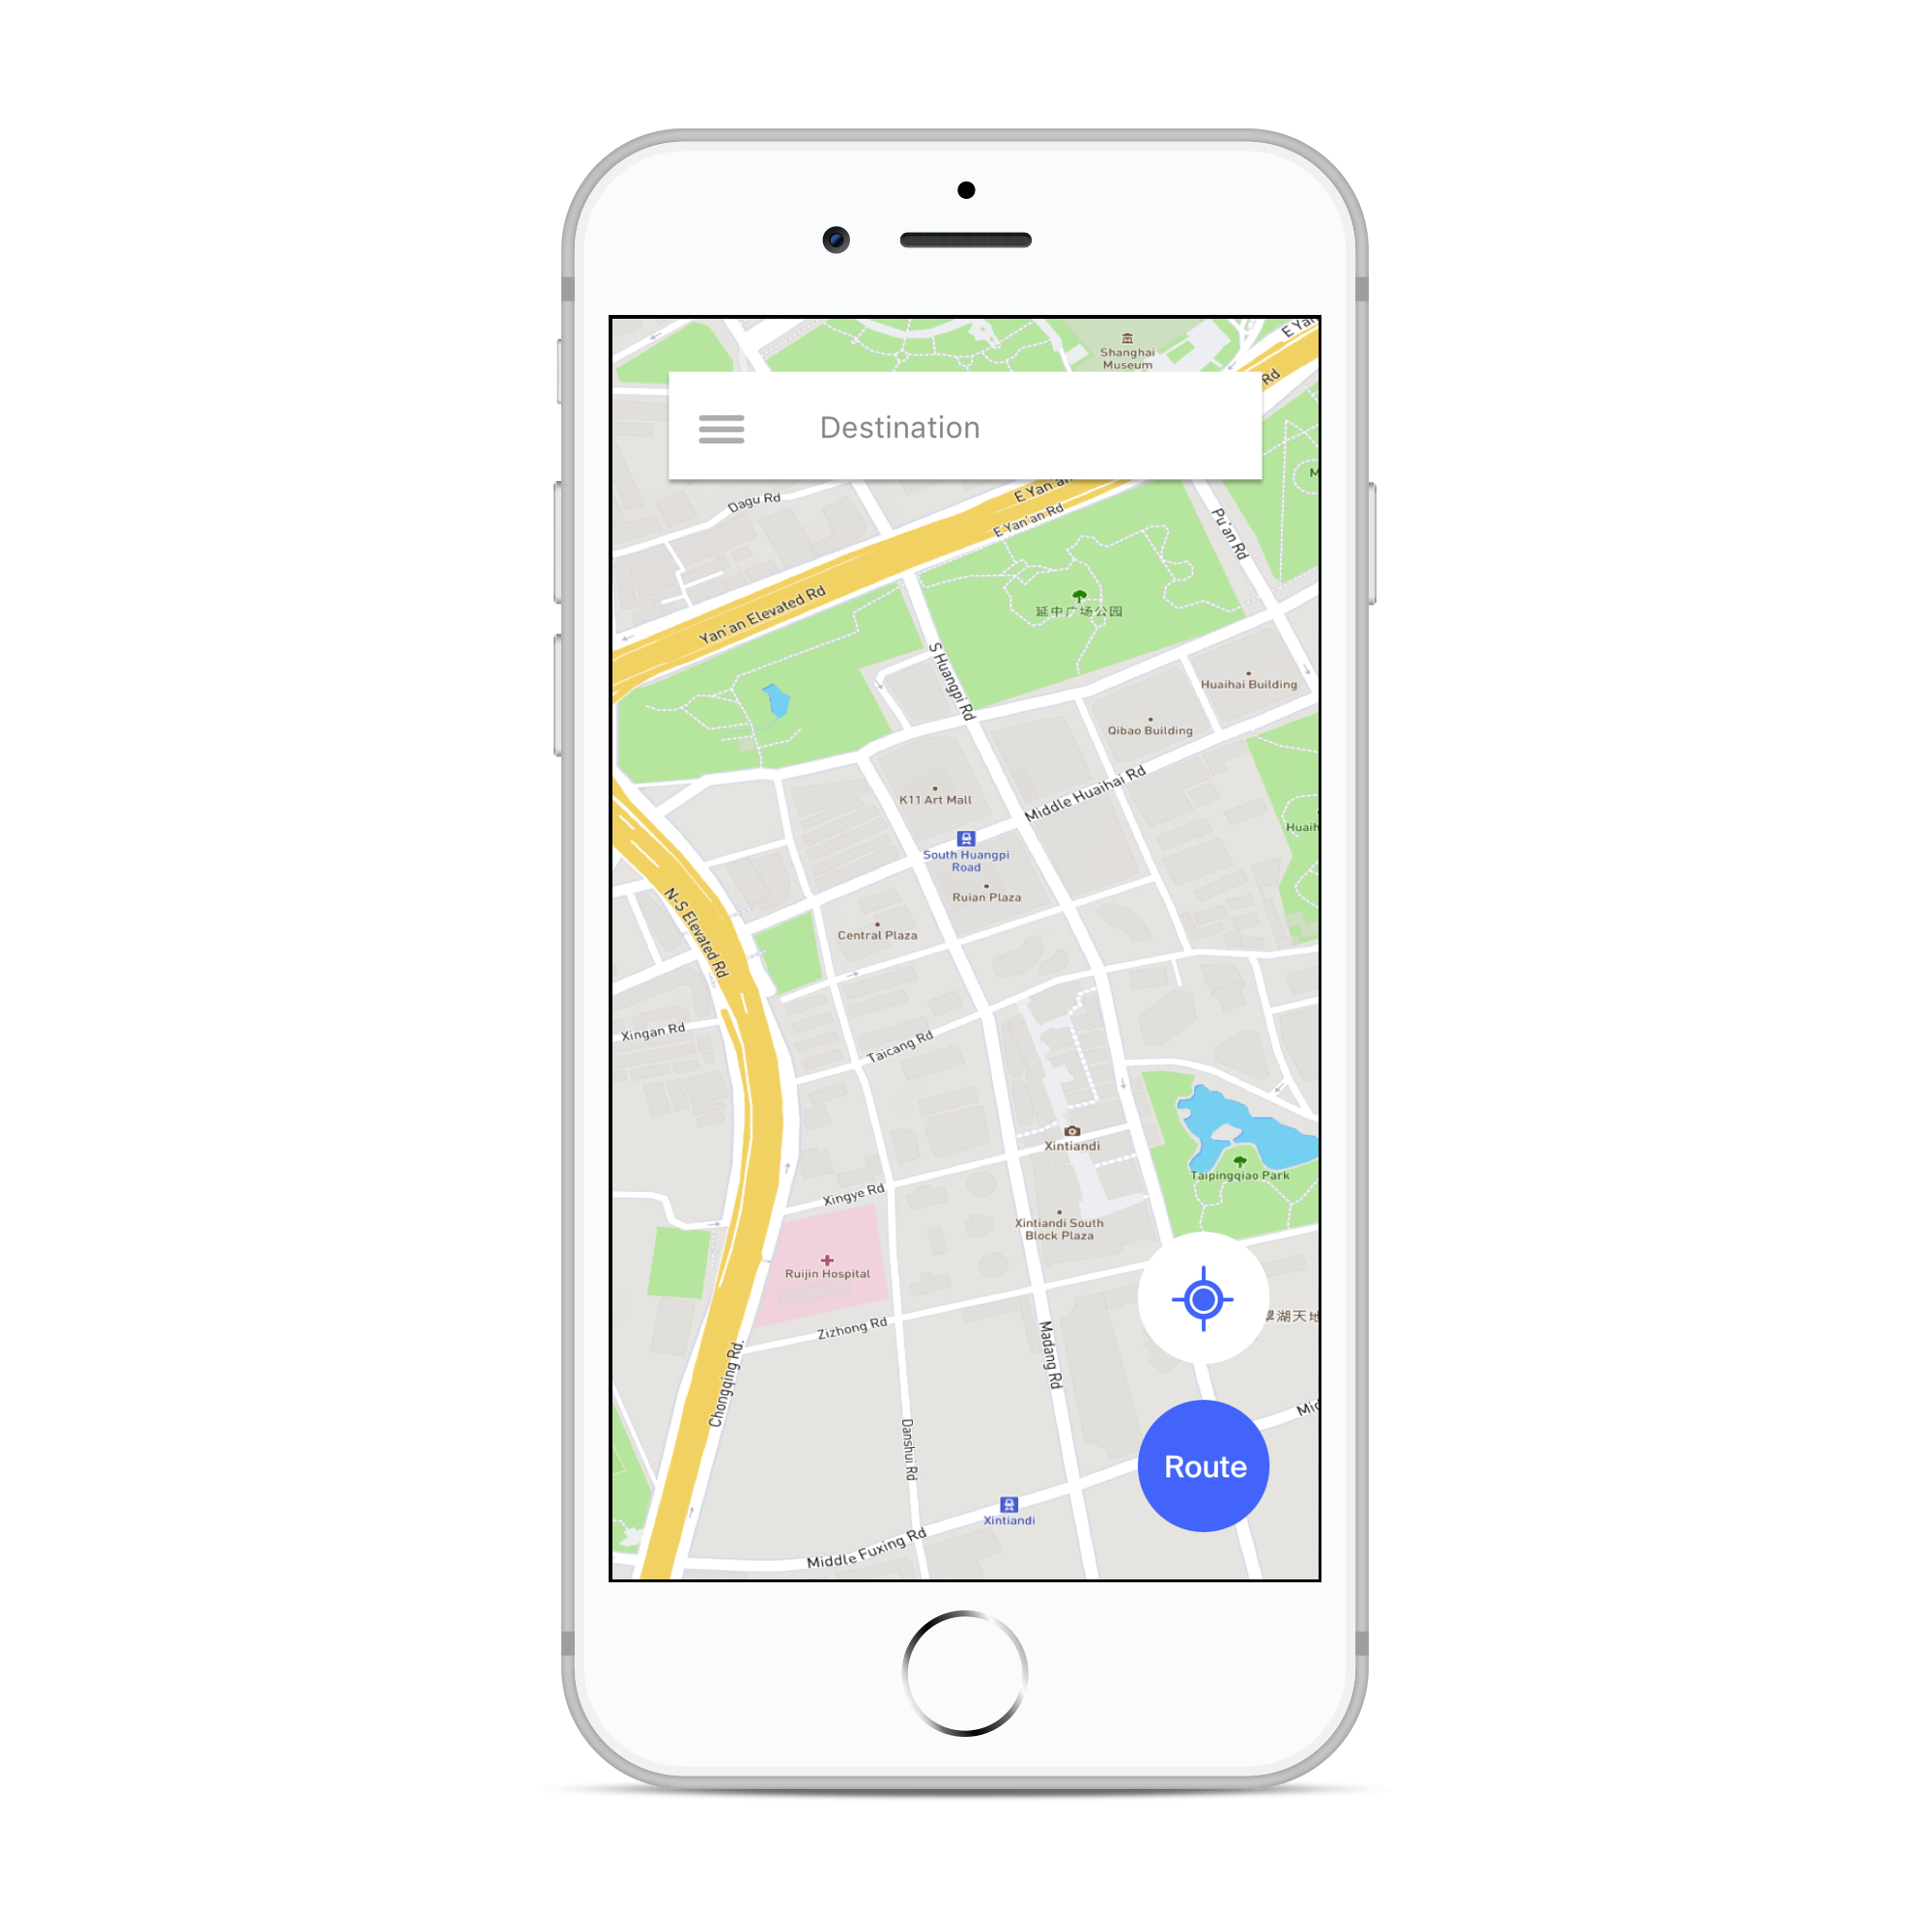 E Yan
Shanghai
Museum
Rd
Destination
Dagu Rd
E Yan'an
E Yan'an Rd
Pu'an Rd
Yan'an Elevated Rd
延中广场公园
S Huangpi Rd
Huaihai Building
Qibao Building
Middle Huaihai Rd
K11 Art Mall
Huaih
South Huangpi
Road
Ruian Plaza
N-S Elevated Rd
Central Plaza
Xingan Rd
Taicang Rd
Xintiandi
Taipingqiao Park
Xingye Rd
Xintiandi South
Block Plaza
Ruijin Hospital
湖天地
Zizhong Rd
Madang Rd
Chongqing Rd.
Mid
Danshui Rd
Route
Xintiandi
Middle Fuxing Rd